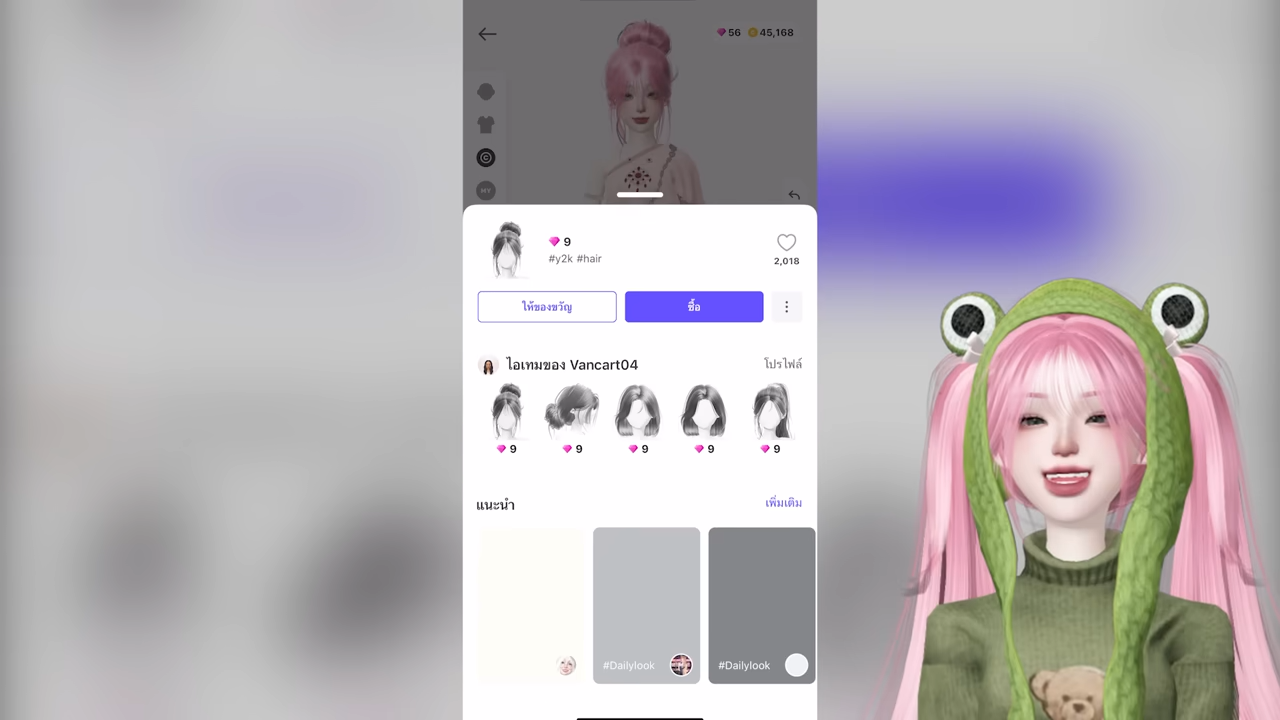 56 45,168
MY
9
#y2k #hair
2,018
ให้ของขวัญ
ซื้อ
ไอเทมของ Vancart04
โปรไฟล์
9 9 9 9 9
แนะนำ
เพิ่มเติม
#Dailylook #Dailylook